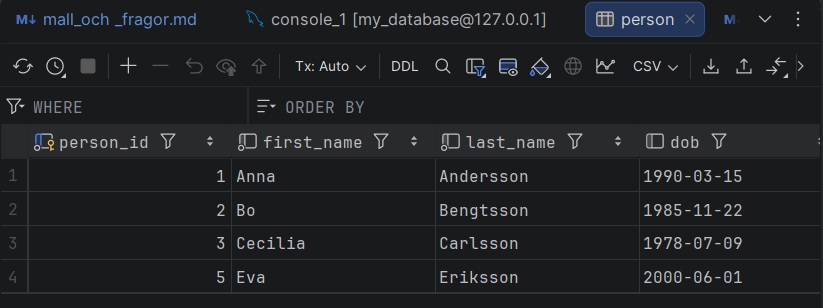 M↓ mall_och _fragor.md console_1 [my_database@127.0.0.1] person M↓
Tx: Auto DDL CSV
WHERE ORDER BY
person_id first_name last_name dob
1 1 Anna Andersson 1990-03-15
2 2 Bo Bengtsson 1985-11-22
3 3 Cecilia Carlsson 1978-07-09
4 5 Eva Eriksson 2000-06-01